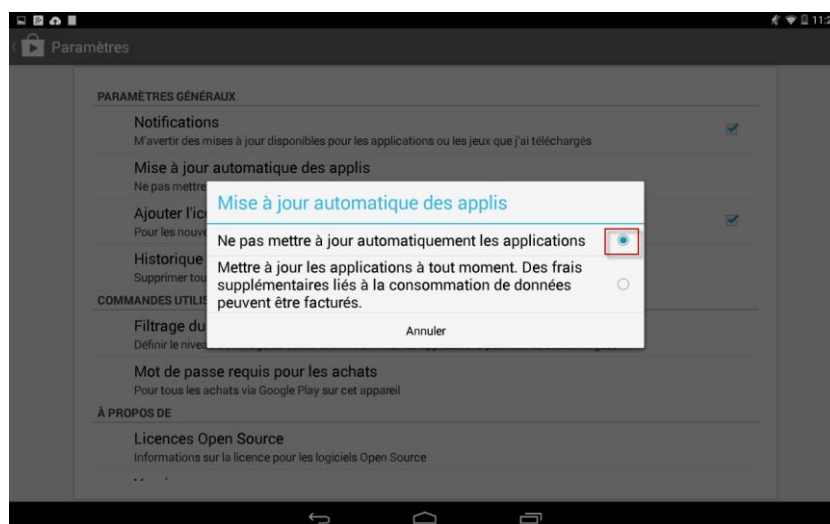 11:2
Paramètres
PARAMÈTRES GÉNÉRAUX
Notifications
M'avertir des mises à jour disponibles pour les applications ou les jeux que j'ai téléchargés
Mise à jour automatique des applis
Ne pas mettre
Mise à jour automatique des applis
Ajouter l'ic
Pour les nouve
Ne pas mettre à jour automatiquement les applications
Historique
Supprimer tou
Mettre à jour les applications à tout moment. Des frais
supplémentaires liés à la consommation de données
peuvent être facturés.
COMMANDES UTILIS
Annuler
Filtrage du
Définir le nivea
Mot de passe requis pour les achats
Pour tous les achats via Google Play sur cet appareil
À PROPOS DE
Licences Open Source
Informations sur la licence pour les logiciels Open Source